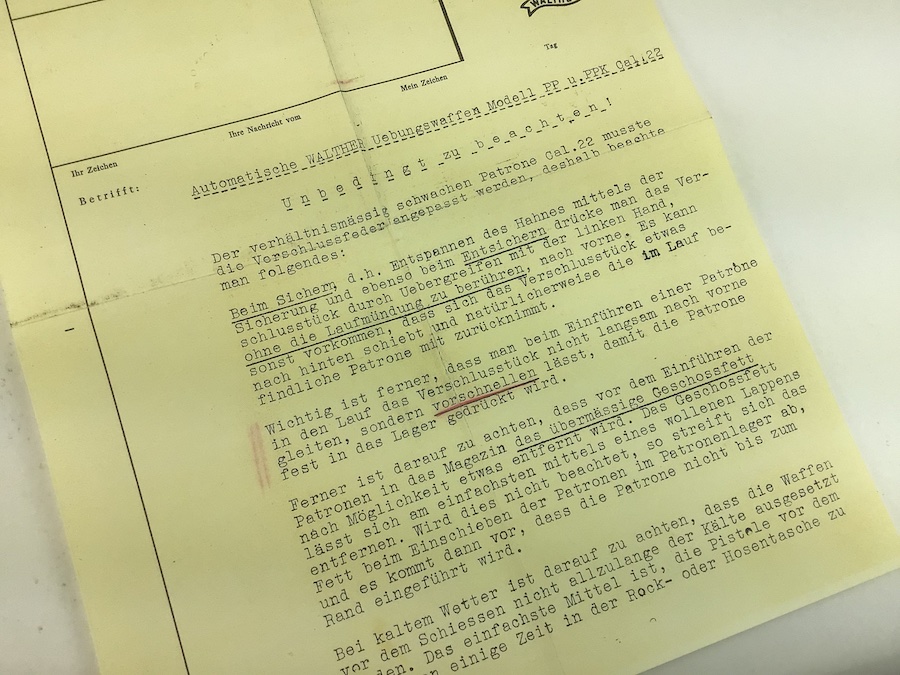 WALTHER
Tag
Mein Zeichen
Ihre Nachricht vom
Ihr Zeichen
Betrifft:
Automatische WALTHER Uebungswaffen Modell PP u.PPK Cal.22
Unbedingt zu beachten!
Der verhältnismässig schwachen Patrone Cal.22 musste
die Verschlussfeder angepasst werden, deshalb beachte
man folgendes:
Beim Sichern, d.h. Entspannen des Hahnes mittels der
Sicherung und ebenso beim Entsichern drücke man das Ver-
schlusstück durch Uebergreifen mit der linken Hand,
ohne die Laufmündung zu berühren, nach vorne. Es kann
sonst vorkommen, dass sich das Verschlusstück etwas
nach hinten schiebt und natürlicherweise die im Lauf be-
findliche Patrone mit zurücknimmt.
Wichtig ist ferner, dass man beim Einführen einer Patrone
in den Lauf das Verschlusstück nicht langsam nach vorne
gleiten, sondern vorschnellen lässt, damit die Patrone
fest in das Lager gedrückt wird.
Ferner ist darauf zu achten, dass vor dem Einführen der
Patronen in das Magazin das übermässige Geschossfett
nach Möglichkeit etwas entfernt wird. Das Geschossfett
lässt sich am einfachsten mittels eines wollenen Lappens
entfernen. Wird dies nicht beachtet, so streift sich das
Fett beim Einschieben der Patronen im Patronenlager ab,
und es kommt dann vor, dass die Patrone nicht bis zum
Rand eingeführt wird.
Bei kaltem Wetter ist darauf zu achten, dass die Waffen
vor dem Schiessen nicht allzulange der Kälte ausgesetzt
den. Das einfachste Mittel ist, die Pistole vor dem
einige Zeit in der Rock- oder Hosentasche zu